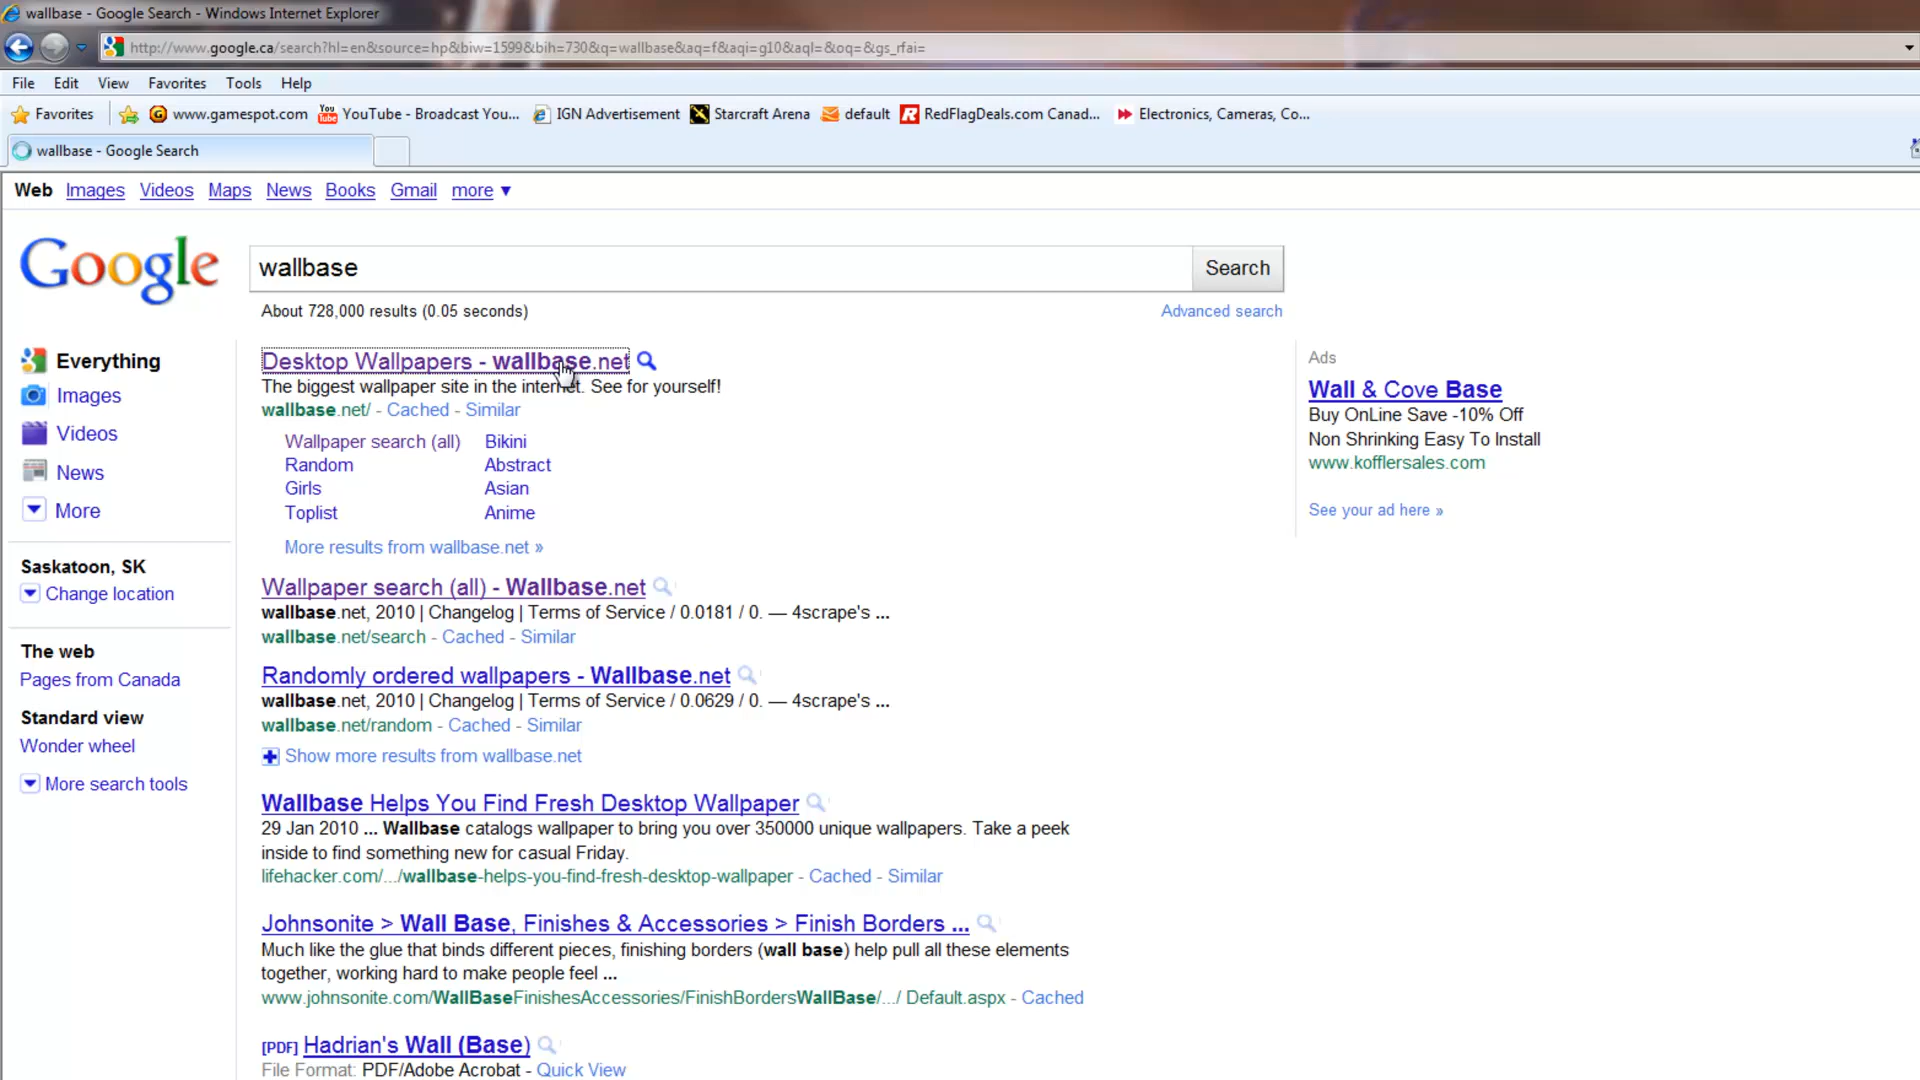 wallbase - Google Search - Windows Internet Explorer
http://www.google.ca/search?hl=en&source=hp&biw=1599&bih=730&q=wallbase&aq=f&aqi=g10&aql=&oq=&gs_rfai=
File Edit View Favorites Tools Help
Favorites www.gamespot.com You Tube YouTube - Broadcast You... IGN Advertisement Starcraft Arena default RedFlagDeals.com Canad... Electronics, Cameras, Co...
wallbase - Google Search
Web Images Videos Maps News Books Gmail more ▼
Google
wallbase
Search
About 728,000 results (0.05 seconds)
Advanced search
Everything
Images
Videos
News
More
Saskatoon, SK
Change location
The web
Pages from Canada
Standard view
Wonder wheel
More search tools
Desktop Wallpapers - wallbase.net
The biggest wallpaper site in the internet. See for yourself!
wallbase.net/ - Cached - Similar
Wallpaper search (all) Bikini
Random Abstract
Girls Asian
Toplist Anime
More results from wallbase.net »
Wallpaper search (all) - Wallbase.net
wallbase.net, 2010 | Changelog | Terms of Service / 0.0181 / 0. — 4scrape's ...
wallbase.net/search - Cached - Similar
Randomly ordered wallpapers - Wallbase.net
wallbase.net, 2010 | Changelog | Terms of Service / 0.0629 / 0. — 4scrape's ...
wallbase.net/random - Cached - Similar
Show more results from wallbase.net
Wallbase Helps You Find Fresh Desktop Wallpaper
29 Jan 2010 ... Wallbase catalogs wallpaper to bring you over 350000 unique wallpapers. Take a peek
inside to find something new for casual Friday.
lifehacker.com/.../wallbase-helps-you-find-fresh-desktop-wallpaper - Cached - Similar
Johnsonite > Wall Base, Finishes & Accessories > Finish Borders ...
Much like the glue that binds different pieces, finishing borders (wall base) help pull all these elements
together, working hard to make people feel ...
www.johnsonite.com/WallBaseFinishesAccessories/FinishBordersWallBase/.../ Default.aspx - Cached
[PDF] Hadrian's Wall (Base)
File Format: PDF/Adobe Acrobat - Quick View
Ads
Wall & Cove Base
Buy OnLine Save -10% Off
Non Shrinking Easy To Install
www.kofflersales.com
See your ad here »